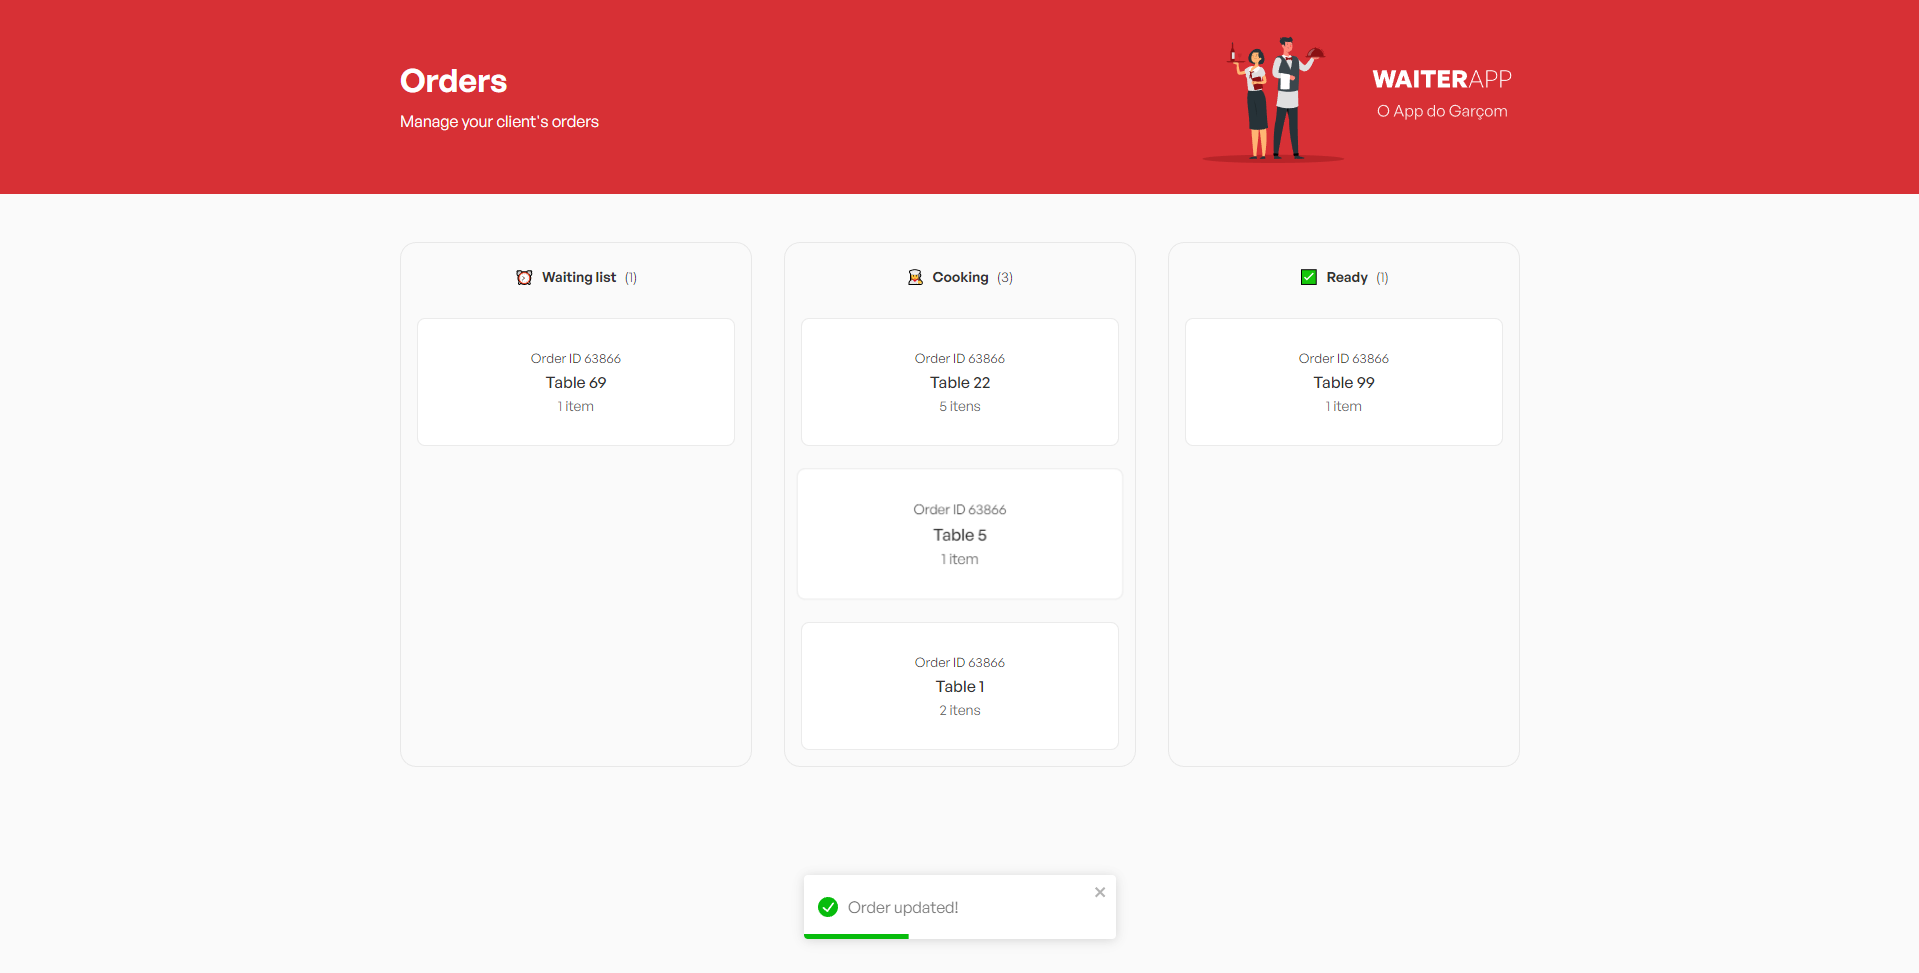 Orders
Manage your client's orders
WAITERAPP
O App do Garçom
Waiting list (1)
Order ID 63866
Table 69
1 item
Cooking (3)
Order ID 63866
Table 22
5 itens
Order ID 63866
Table 5
1 item
Order ID 63866
Table 1
2 itens
Ready (1)
Order ID 63866
Table 99
1 item
Order updated!